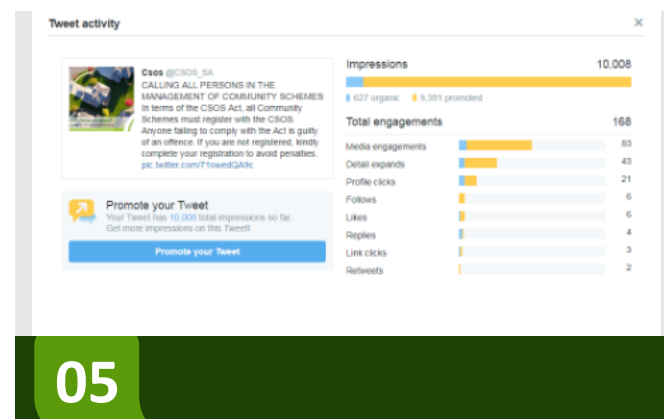 Tweet activity
×
Csos @CSOS_SA
CALLING ALL PERSONS IN THE
MANAGEMENT OF COMMUNITY SCHEMES
In terms of the CSOS Act, all Community
Schemes must register with the CSOS.
Anyone failing to comply with the Act is guilty
of an offence. If you are not registered, kindly
complete your registration to avoid penalties.
pic.twitter.com/71owedQA9c
Promote your Tweet
Your Tweet has 10,008 total impressions so far.
Get more impressions on this Tweet!
Promote your Tweet
Impressions 10,008
627 organic 9,381 promoted
Total engagements 168
Media engagements 83
Detail expands 43
Profile clicks 21
Follows 6
Likes 6
Replies 4
Link clicks 3
Retweets 2
05